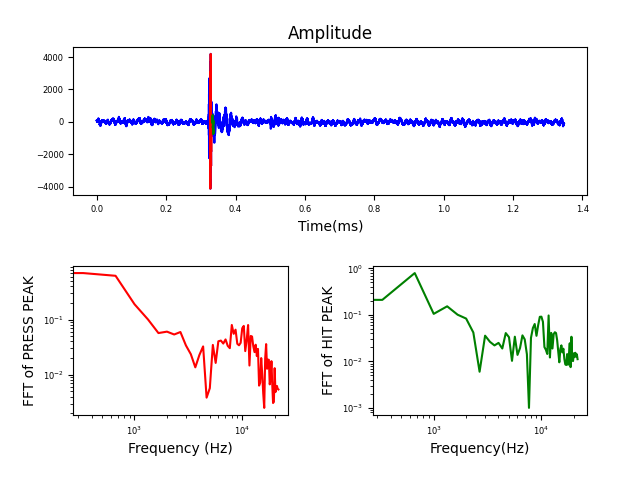 Amplitude
4000
2000
0
−2000
−4000
0.0 0.2 0.4 0.6 0.8 1.0 1.2 1.4
Time(ms)
FFT of PRESS PEAK
10⁻¹
10⁻²
10³ 10⁴
Frequency (Hz)
FFT of HIT PEAK
10⁰
10⁻¹
10⁻²
10⁻³
10³ 10⁴
Frequency(Hz)